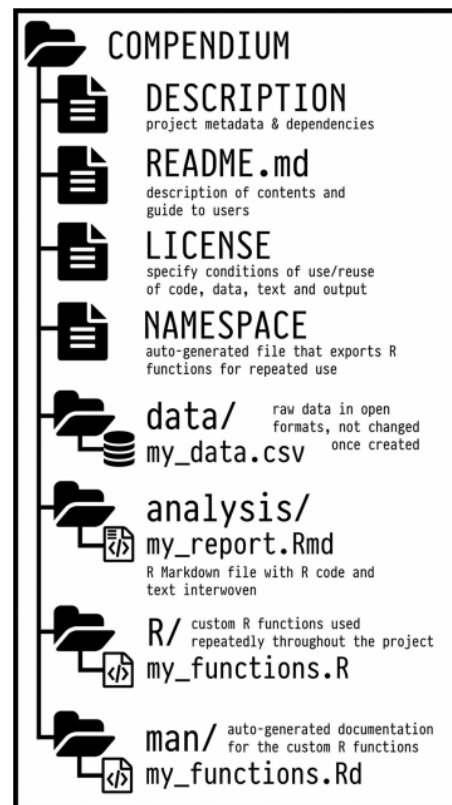 COMPENDIUM
DESCRIPTION
project metadata & dependencies
README.md
description of contents and
guide to users
LICENSE
specify conditions of use/reuse
of code, data, text and output
NAMESPACE
auto-generated file that exports R
functions for repeated use
data/
raw data in open
formats, not changed
once created
my_data.csv
analysis/
my_report.Rmd
R Markdown file with R code and
text interwoven
R/
custom R functions used
repeatedly throughout the project
my_functions.R
man/
auto-generated documentation
for the custom R functions
my_functions.Rd